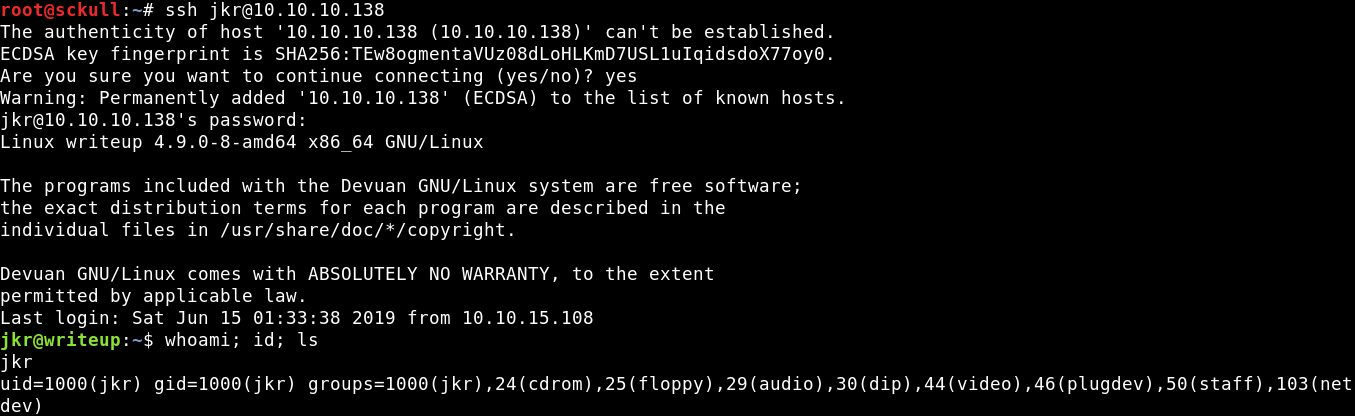 root@sckull:~# ssh jkr@10.10.10.138
The authenticity of host '10.10.10.138 (10.10.10.138)' can't be established.
ECDSA key fingerprint is SHA256:TEw8ogmentaVUz08dLoHLKmD7USL1uIqidsdoX77oy0.
Are you sure you want to continue connecting (yes/no)? yes
Warning: Permanently added '10.10.10.138' (ECDSA) to the list of known hosts.
jkr@10.10.10.138's password:
Linux writeup 4.9.0-8-amd64 x86_64 GNU/Linux
The programs included with the Devuan GNU/Linux system are free software;
the exact distribution terms for each program are described in the
individual files in /usr/share/doc/*/copyright.
Devuan GNU/Linux comes with ABSOLUTELY NO WARRANTY, to the extent
permitted by applicable law.
Last login: Sat Jun 15 01:33:38 2019 from 10.10.15.108
jkr@writeup:~$ whoami; id; ls
jkr
uid=1000(jkr) gid=1000(jkr) groups=1000(jkr),24(cdrom),25(floppy),29(audio),30(dip),44(video),46(plugdev),50(staff),103(net
dev)